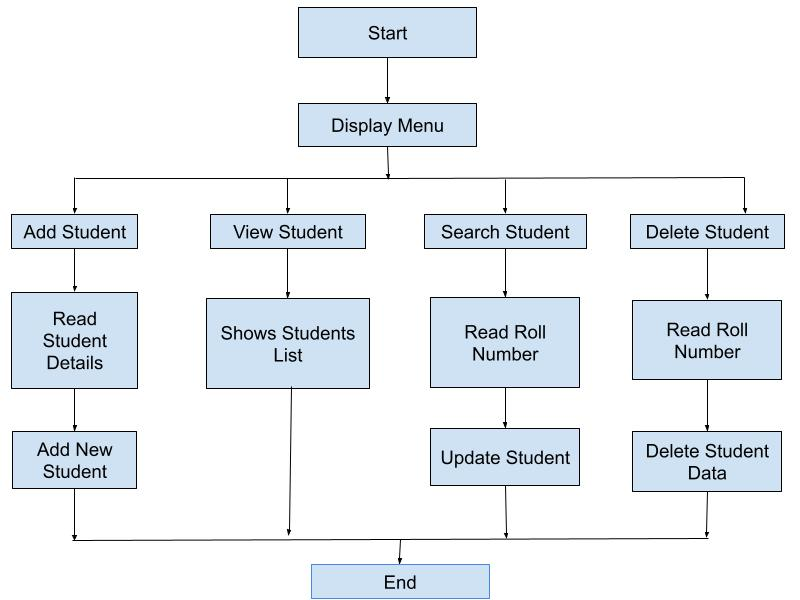 Start
Display Menu
Add Student
View Student
Search Student
Delete Student
Read
Student
Details
Shows Students
List
Read Roll
Number
Read Roll
Number
Add New
Student
Update Student
Delete Student
Data
End